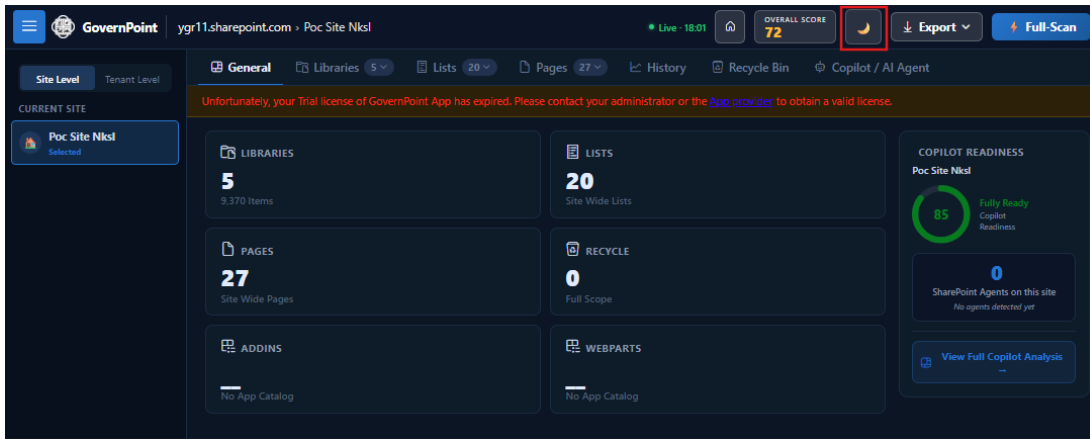 GovernPoint ygr11.sharepoint.com › Poc Site Nksl Live · 18:01 OVERALL SCORE 72 Export Full-Scan
Site Level Tenant Level
CURRENT SITE
Poc Site Nksl
Selected
General Libraries 5 Lists 20 Pages 27 History Recycle Bin Copilot / AI Agent
Unfortunately, your Trial license of GovernPoint App has expired. Please contact your administrator or the App provider to obtain a valid license.
LIBRARIES
5
9,370 Items
LISTS
20
Site Wide Lists
PAGES
27
Site Wide Pages
RECYCLE
0
Full Scope
ADDINS
__
No App Catalog
WEBPARTS
__
No App Catalog
COPILOT READINESS
Poc Site Nksl
85
Fully Ready
Copilot
Readiness
0
SharePoint Agents on this site
No agents detected yet
View Full Copilot Analysis
→